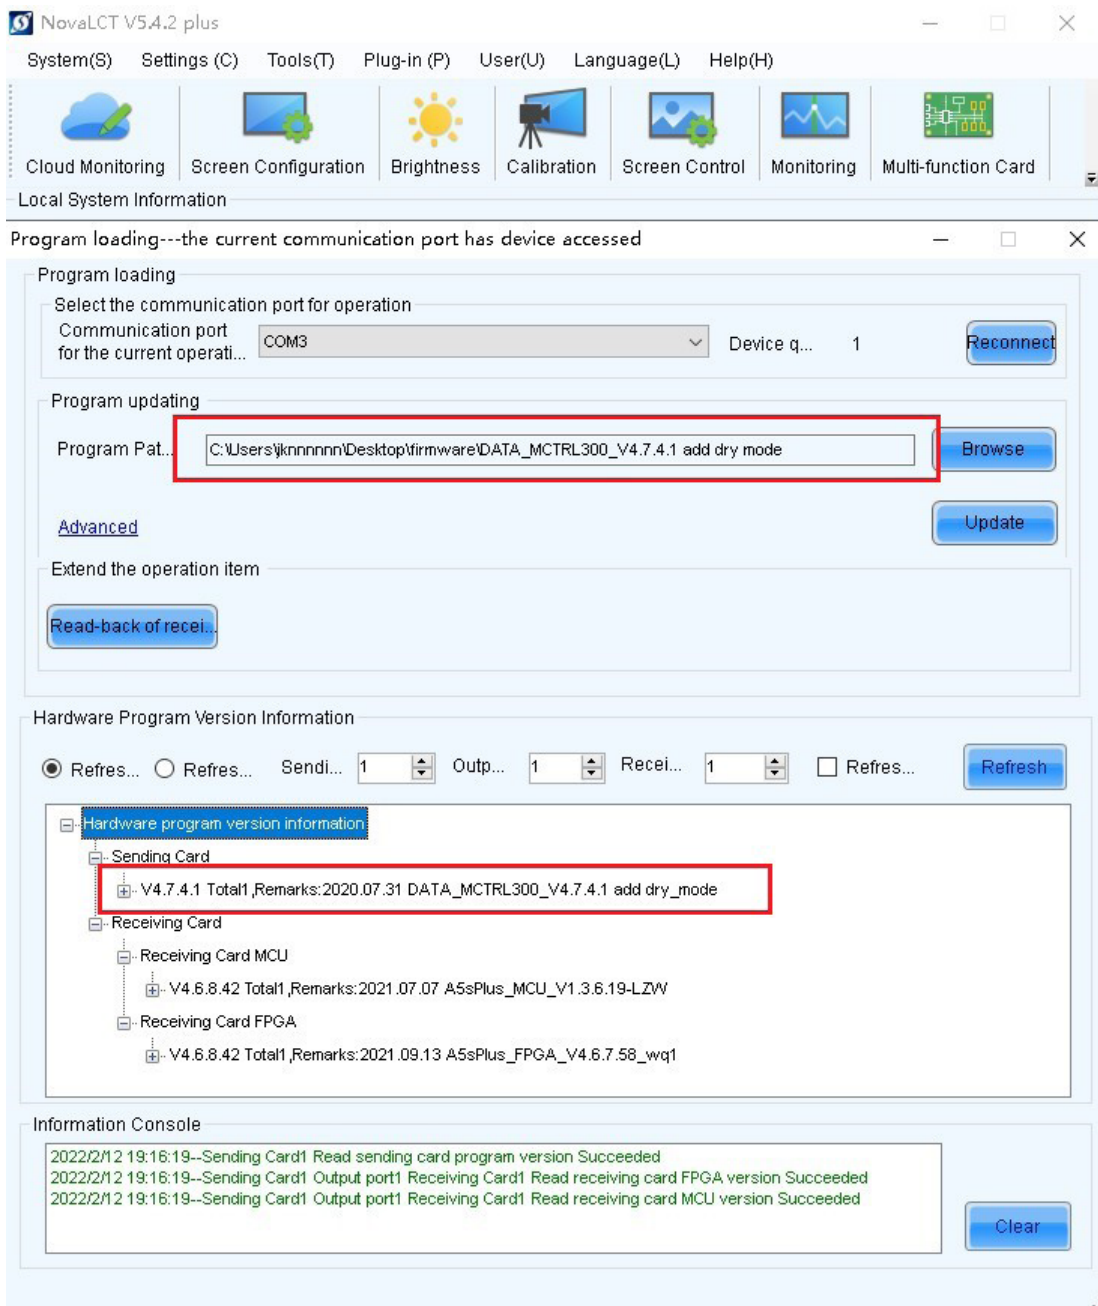 NovaLCT V5.4.2 plus
System(S) Settings (C) Tools(T) Plug-in (P) User(U) Language(L) Help(H)
Cloud Monitoring Screen Configuration Brightness Calibration Screen Control Monitoring Multi-function Card
Local System Information
Program loading---the current communication port has device accessed
Program loading
Select the communication port for operation
Communication port
for the current operati... COM3 Device q... 1 Reconnect
Program updating
Program Pat... C:\Users\jknnnnnn\Desktop\firmware\DATA_MCTRL300_V4.7.4.1 add dry mode Browse
Advanced Update
Extend the operation item
Read-back of recei...
Hardware Program Version Information
Refres... Refres... Sendi... 1 Outp... 1 Recei... 1 Refres... Refresh
Hardware program version information
Sending Card
V4.7.4.1 Total1,Remarks:2020.07.31 DATA_MCTRL300_V4.7.4.1 add dry_mode
Receiving Card
Receiving Card MCU
V4.6.8.42 Total1,Remarks:2021.07.07 A5sPlus_MCU_V1.3.6.19-LZW
Receiving Card FPGA
V4.6.8.42 Total1,Remarks:2021.09.13 A5sPlus_FPGA_V4.6.7.58_wq1
Information Console
2022/2/12 19:16:19--Sending Card1 Read sending card program version Succeeded
2022/2/12 19:16:19--Sending Card1 Output port1 Receiving Card1 Read receiving card FPGA version Succeeded
2022/2/12 19:16:19--Sending Card1 Output port1 Receiving Card1 Read receiving card MCU version Succeeded
Clear